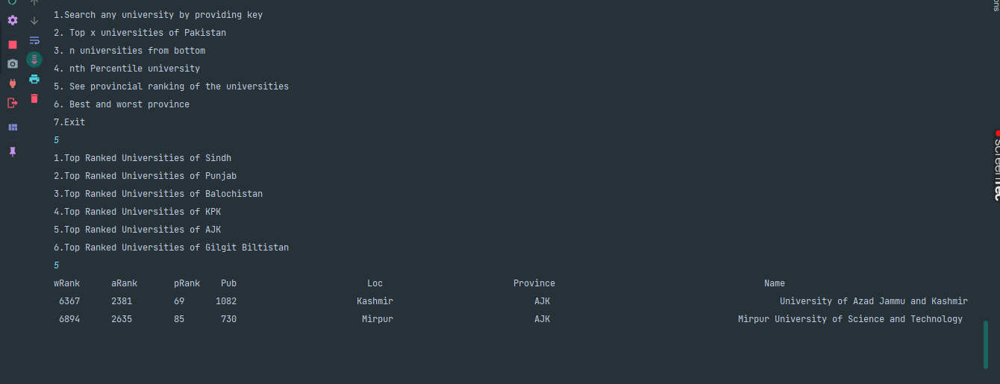 1.Search any university by providing key
2. Top x universities of Pakistan
3. n universities from bottom
4. nth Percentile university
5. See provincial ranking of the universities
6. Best and worst province
7.Exit
5
1.Top Ranked Universities of Sindh
2.Top Ranked Universities of Punjab
3.Top Ranked Universities of Balochistan
4.Top Ranked Universities of KPK
5.Top Ranked Universities of AJK
6.Top Ranked Universities of Gilgit Biltistan
5
wRank aRank pRank Pub Loc Province Name
6367 2381 69 1082 Kashmir AJK University of Azad Jammu and Kashmir
6894 2635 85 730 Mirpur AJK Mirpur University of Science and Technology